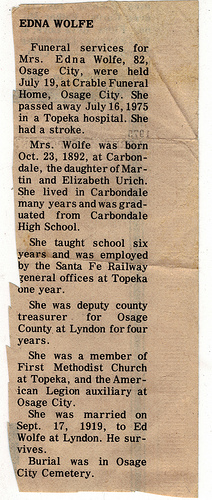 EDNA WOLFE
Funeral services for
Mrs. Edna Wolfe, 82,
Osage City, were held
July 19, at Crable Funeral
Home, Osage City. She
passed away July 16, 1975
in a Topeka hospital. She
had a stroke.
Mrs. Wolfe was born
Oct. 23, 1892, at Carbon-
dale, the daughter of Mar-
tin and Elizabeth Urich.
She lived in Carbondale
many years and was grad-
uated from Carbondale
High School.
She taught school six
years and was employed
by the Santa Fe Railway
general offices at Topeka
one year.
She was deputy county
treasurer for Osage
County at Lyndon for four
years.
She was a member of
First Methodist Church
at Topeka, and the Amer-
ican Legion auxiliary at
Osage City.
She was married on
Sept. 17, 1919, to Ed
Wolfe at Lyndon. He sur-
vives.
Burial was in Osage
City Cemetery.